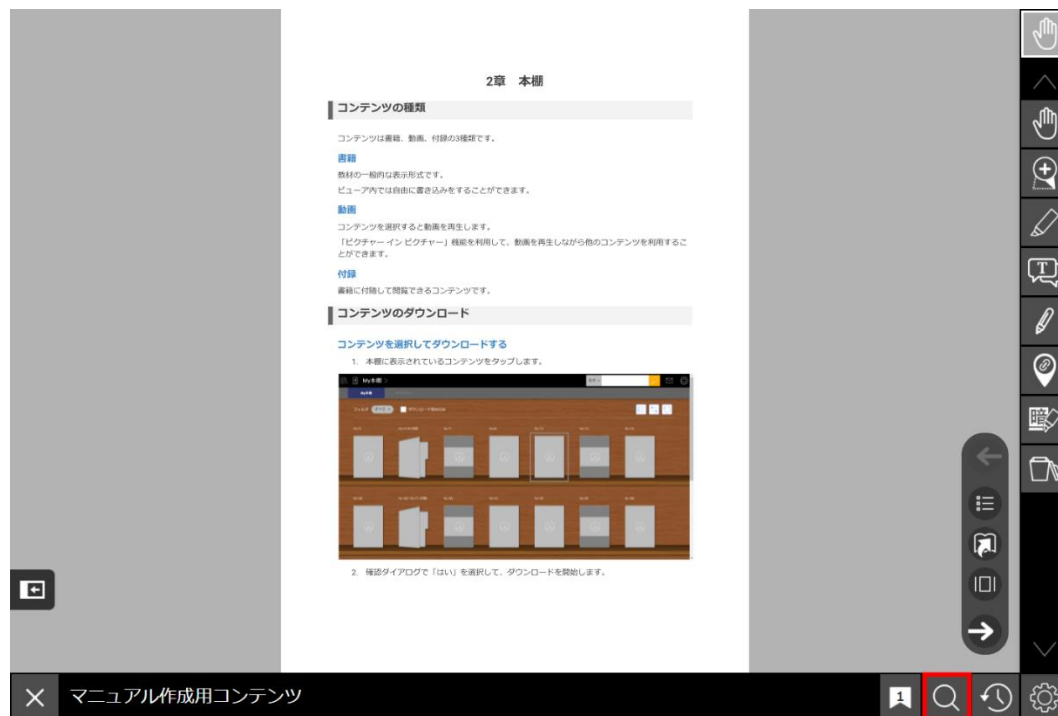 2章 本棚
コンテンツの種類
コンテンツは書籍、動画、付録の3種類です。
書籍
教材の一般的な表示形式です。
ビューア内では自由に書き込みをすることができます。
動画
コンテンツを選択すると動画を再生します。
「ピクチャー イン ピクチャー」機能を利用して、動画を再生しながら他のコンテンツを利用するこ
とができます。
付録
書籍に付随して閲覧できるコンテンツです。
コンテンツのダウンロード
コンテンツを選択してダウンロードする
1. 本棚に表示されているコンテンツをタップします。
My本棚
My本棚
2. 確認ダイアログで「はい」を選択して、ダウンロードを開始します。
マニュアル作成用コンテンツ
1
T